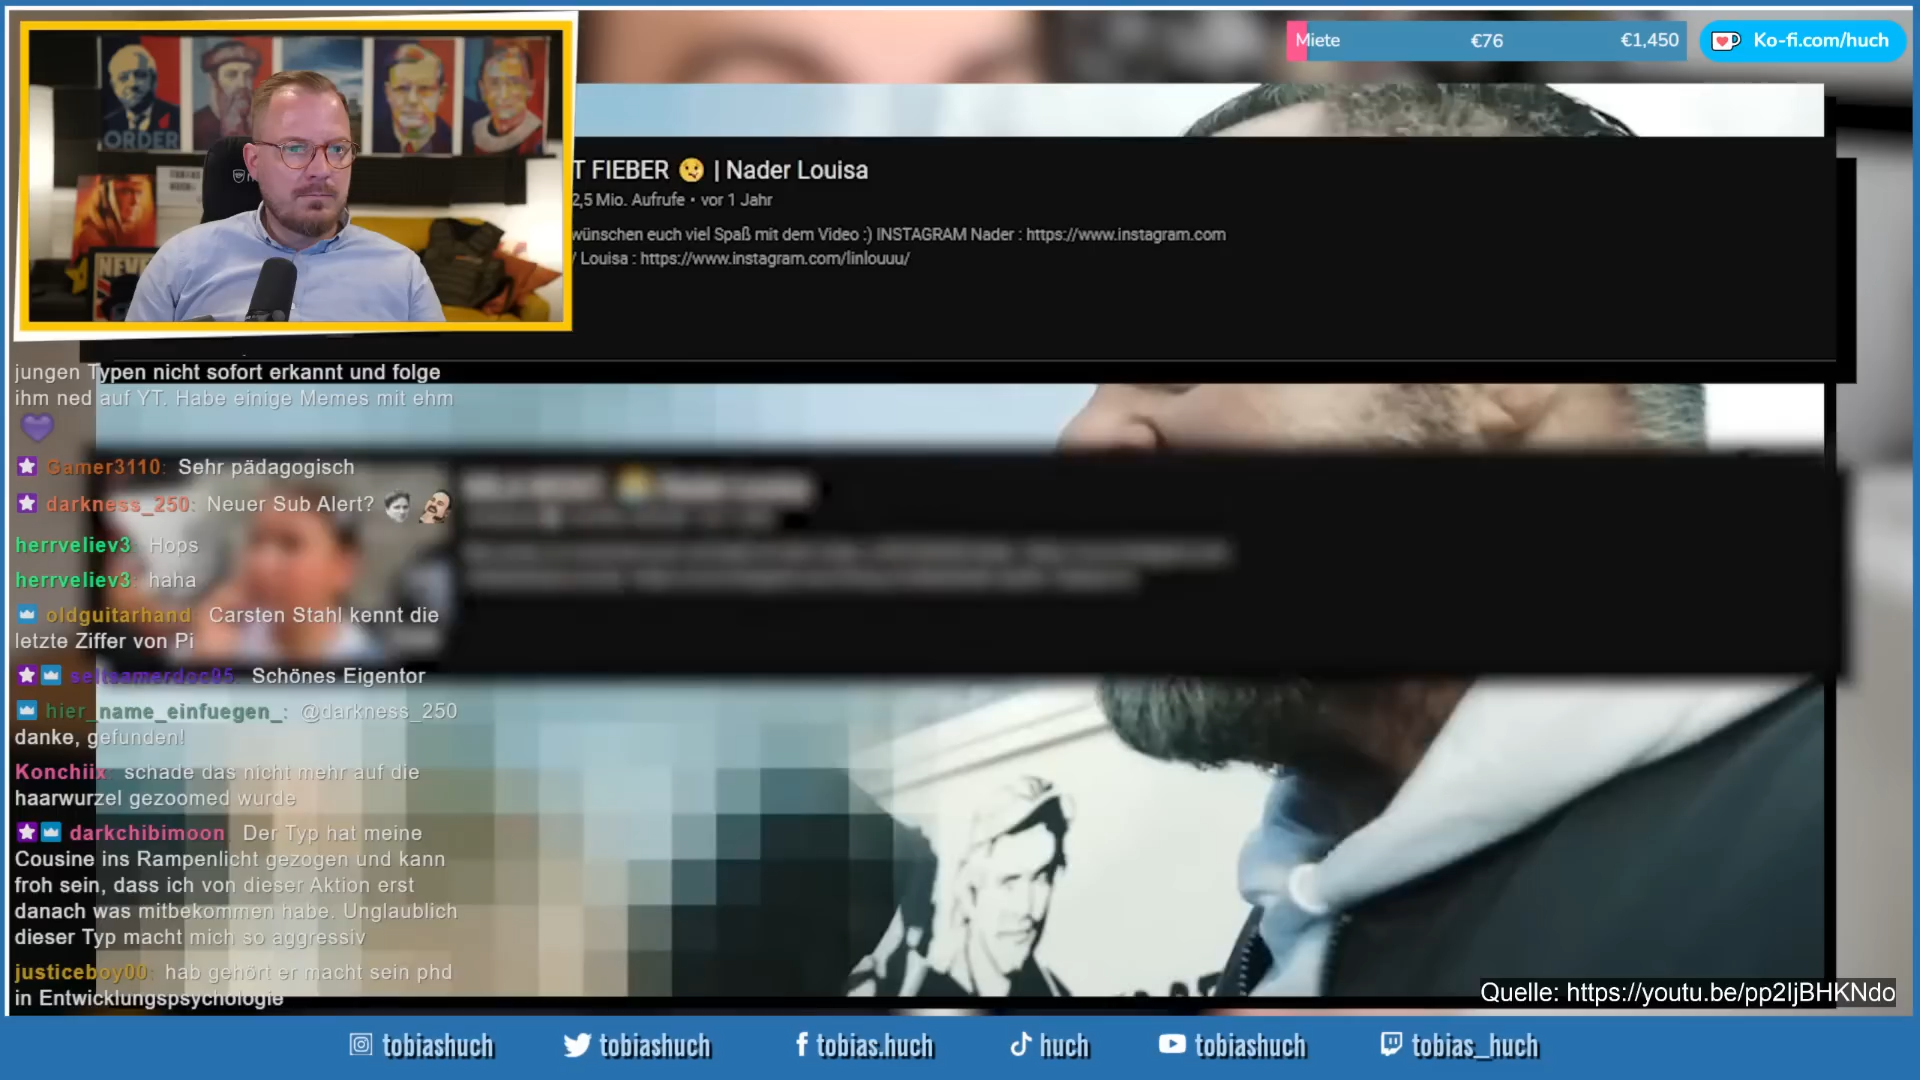 Miete €76 €1,450
Ko-fi.com/huch
ORDER
NEVER
T FIEBER 🤒 | Nader Louisa
2,5 Mio. Aufrufe • vor 1 Jahr
wünschen euch viel Spaß mit dem Video :) INSTAGRAM Nader : https://www.instagram.com
/ Louisa : https://www.instagram.com/linlouuu/
jungen Typen nicht sofort erkannt und folge
ihm ned auf YT. Habe einige Memes mit ehm
💜
Gamer3110: Sehr pädagogisch
darkness_250: Neuer Sub Alert?
herrveliev3: Hops
herrveliev3: haha
oldguitarhand: Carsten Stahl kennt die
letzte Ziffer von Pi
seltsamerdoc05: Schönes Eigentor
hier_name_einfuegen_: @darkness_250
danke, gefunden!
Konchiix: schade das nicht mehr auf die
haarwurzel gezoomed wurde
darkchibimoon: Der Typ hat meine
Cousine ins Rampenlicht gezogen und kann
froh sein, dass ich von dieser Aktion erst
danach was mitbekommen habe. Unglaublich
dieser Typ macht mich so aggressiv
justiceboy00: hab gehört er macht sein phd
in Entwicklungspsychologie
Quelle: https://youtu.be/pp2IjBHKNdo
tobiashuch
tobiashuch
tobias.huch
huch
tobiashuch
tobias_huch